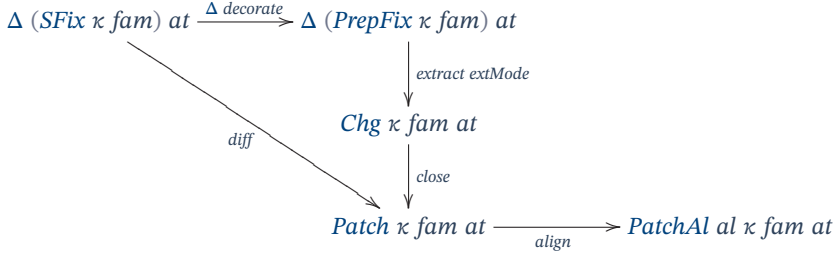 Δ (SFix κ fam) at Δ decorate Δ (PrepFix κ fam) at
extract extMode
Chg κ fam at
diff
close
Patch κ fam at align PatchAl al κ fam at